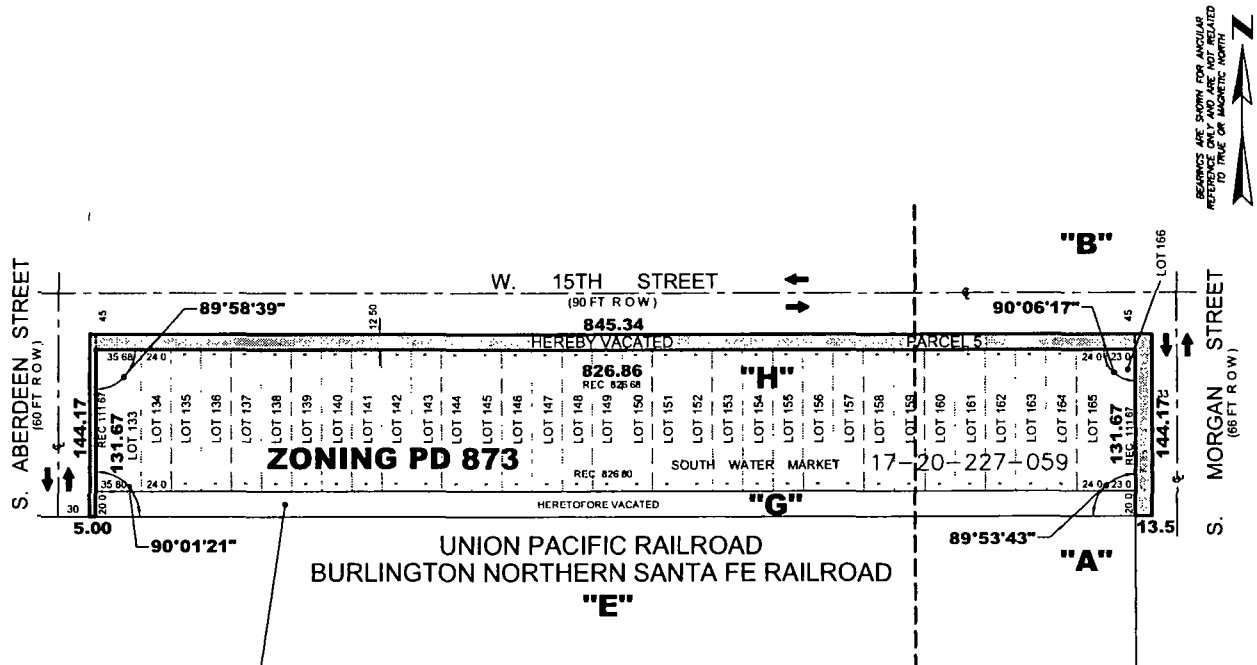 BEARINGS ARE SHOWN FOR ANGULAR
REFERENCE ONLY AND ARE NOT RELATED
TO TRUE OR MAGNETIC NORTH
N
"B"
LOT 166
S. ABERDEEN STREET
(60 FT ROW)
W. 15TH STREET
(90 FT ROW)
S. MORGAN STREET
(66 FT ROW)
45
89°58'39"
12 50
845.34
90°06'17"
45
HEREBY VACATED
PARCEL 5
35 68
24 0
826.86
REC 826 68
"H"
24 0
23 0
144.17
REC 111 67
131.67
LOT 133
LOT 134
LOT 135
LOT 136
LOT 137
LOT 138
LOT 139
LOT 140
LOT 141
LOT 142
LOT 143
LOT 144
LOT 145
LOT 146
LOT 147
LOT 148
LOT 149
LOT 150
LOT 151
LOT 152
LOT 153
LOT 154
LOT 155
LOT 156
LOT 157
LOT 158
LOT 159
LOT 160
LOT 161
LOT 162
LOT 163
LOT 164
LOT 165
131.67
REC 111 67
144.17
ZONING PD 873
REC 826 80
SOUTH WATER MARKET
17-20-227-059
35 80
24 0
24 0
23 0
30
20 0
HERETOFORE VACATED
"G"
20 0
5.00
13.5
90°01'21"
89°53'43"
UNION PACIFIC RAILROAD
BURLINGTON NORTHERN SANTA FE RAILROAD
"A"
"E"